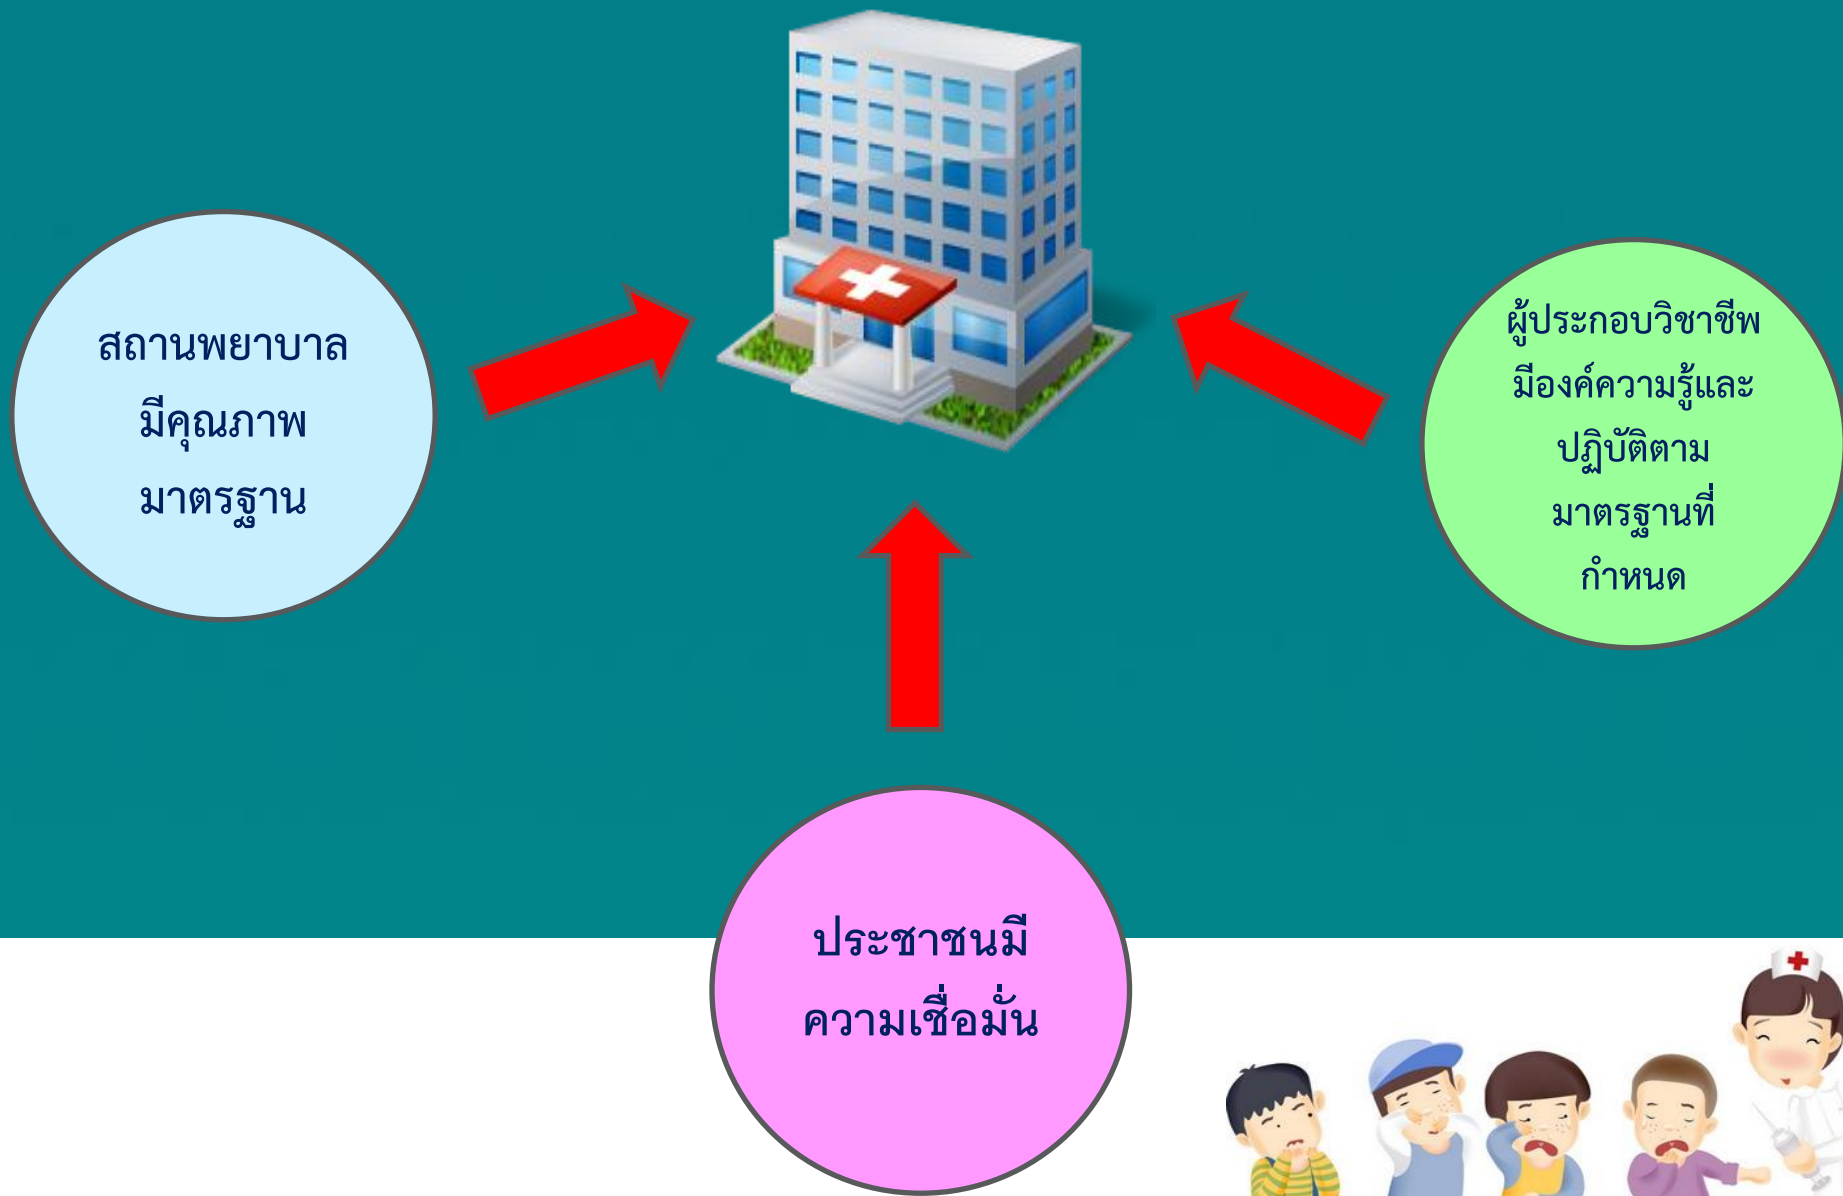 สถานพยาบาล
มีคุณภาพ
มาตรฐาน
ผู้ประกอบวิชาชีพ
มีองค์ความรู้และ
ปฏิบัติตาม
มาตรฐานที่
กำหนด
ประชาชนมี
ความเชื่อมั่น